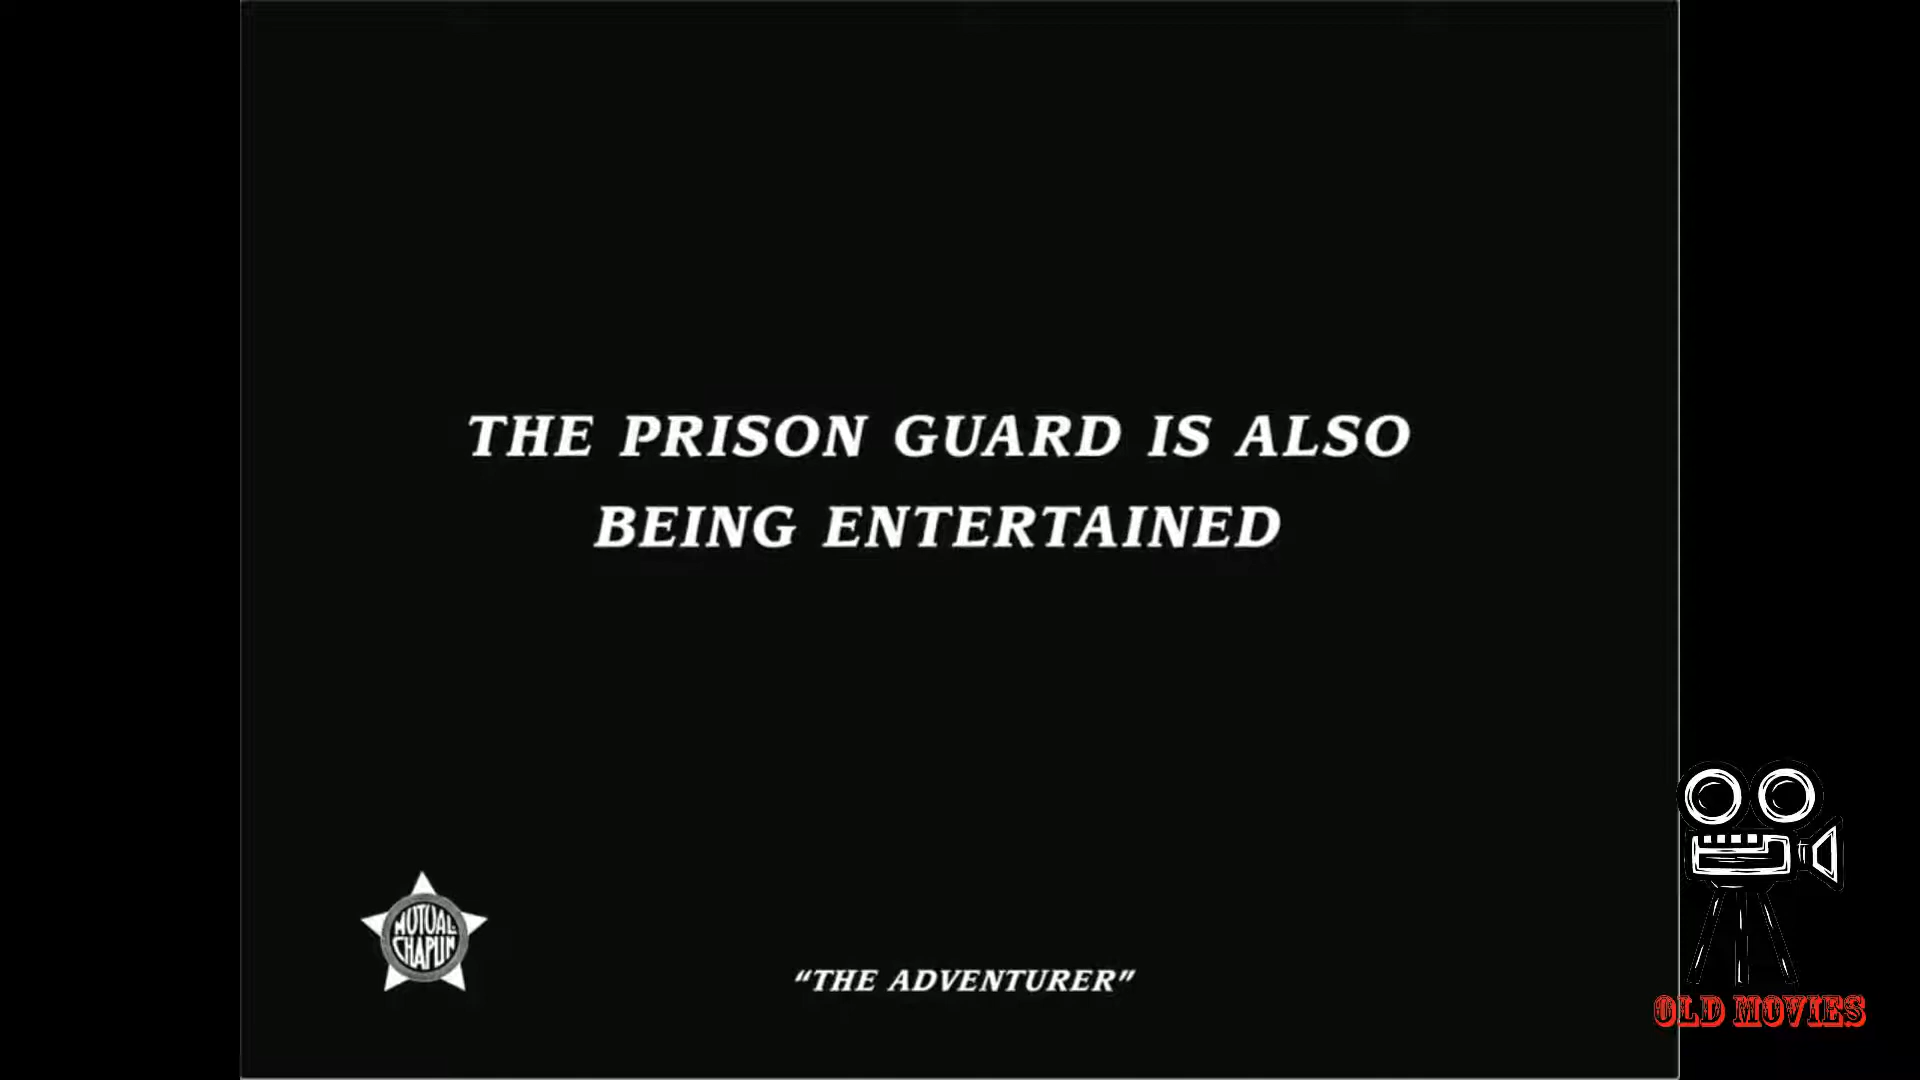 THE PRISON GUARD IS ALSO
BEING ENTERTAINED
MUTUAL
CHAPLIN
“THE ADVENTURER”
OLD MOVIES